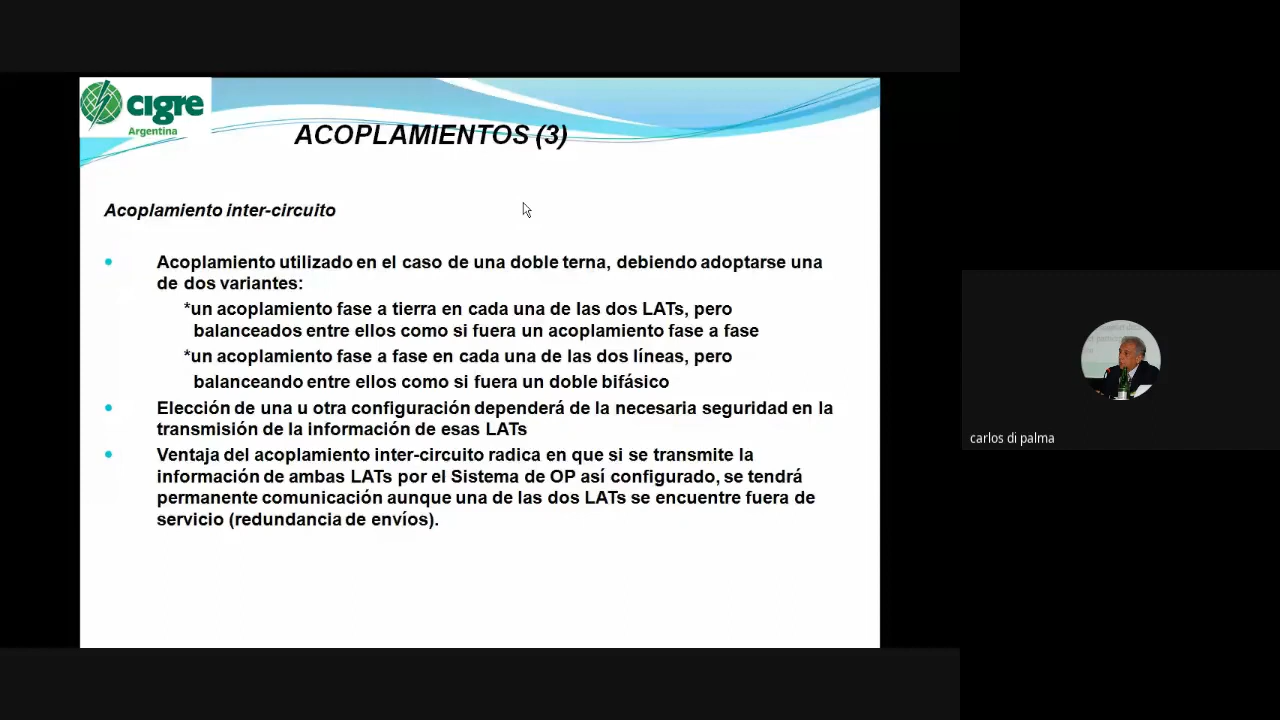 cigre
Argentina
ACOPLAMIENTOS (3)
Acoplamiento inter-circuito
Acoplamiento utilizado en el caso de una doble terna, debiendo adoptarse una
de dos variantes:
*un acoplamiento fase a tierra en cada una de las dos LATs, pero
balanceados entre ellos como si fuera un acoplamiento fase a fase
*un acoplamiento fase a fase en cada una de las dos líneas, pero
balanceando entre ellos como si fuera un doble bifásico
Elección de una u otra configuración dependerá de la necesaria seguridad en la
transmisión de la información de esas LATs
Ventaja del acoplamiento inter-circuito radica en que si se transmite la
información de ambas LATs por el Sistema de OP así configurado, se tendrá
permanente comunicación aunque una de las dos LATs se encuentre fuera de
servicio (redundancia de envíos).
carlos di palma